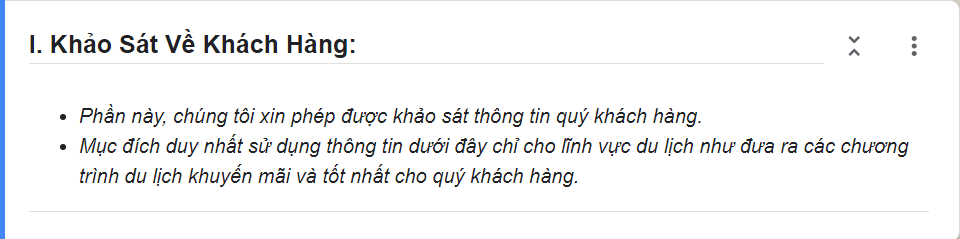 I. Khảo Sát Về Khách Hàng:
• Phần này, chúng tôi xin phép được khảo sát thông tin quý khách hàng.
• Mục đích duy nhất sử dụng thông tin dưới đây chỉ cho lĩnh vực du lịch như đưa ra các chương
trình du lịch khuyến mãi và tốt nhất cho quý khách hàng.